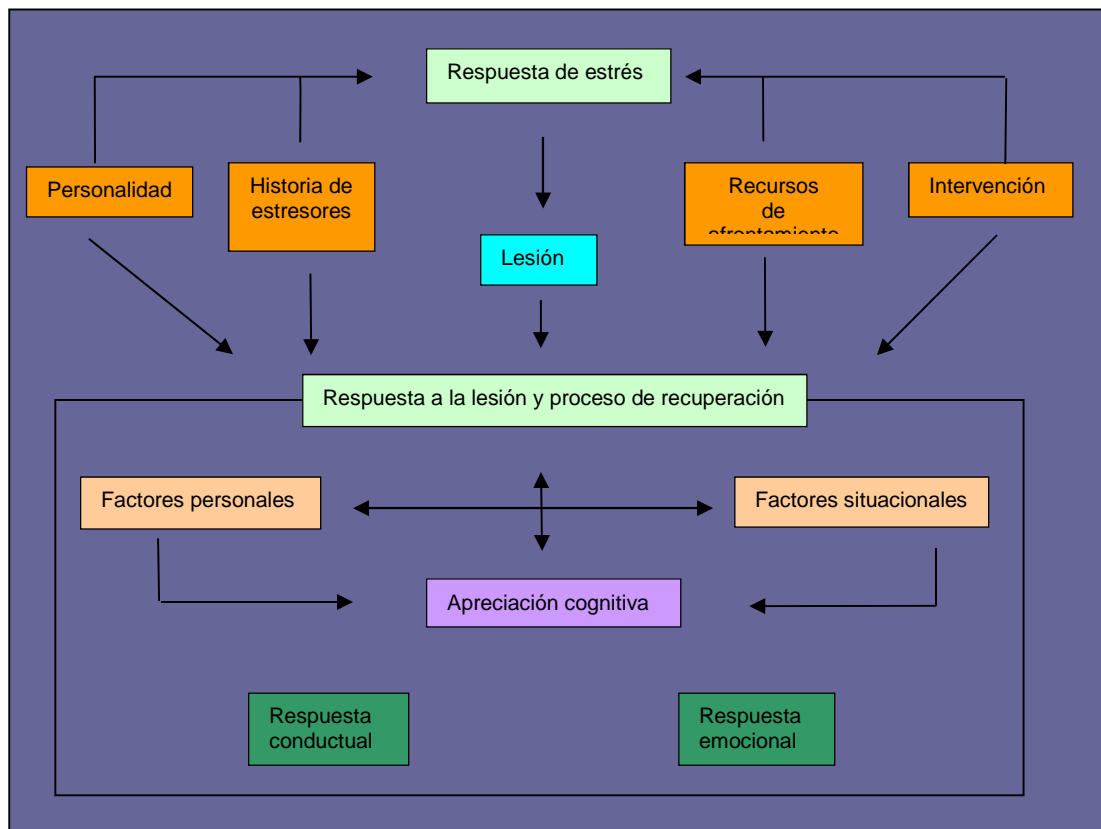 Respuesta de estrés
Personalidad
Historia de
estresores
Recursos
de
afrontamiento
Intervención
Lesión
Respuesta a la lesión y proceso de recuperación
Factores personales
Factores situacionales
Apreciación cognitiva
Respuesta
conductual
Respuesta
emocional